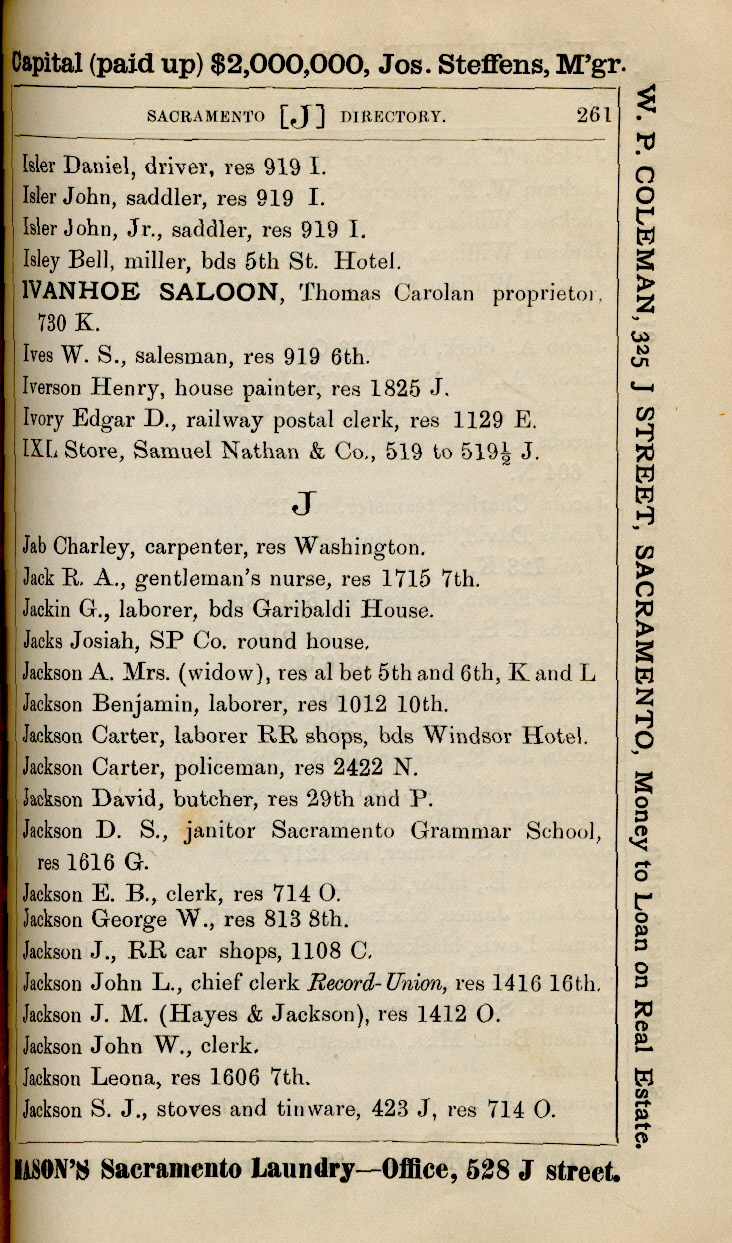 Capital (paid up) $2,000,000, Jos. Steffens, M'gr.
SACRAMENTO [J] DIRECTORY. 261
Isler Daniel, driver, res 919 I.
Isler John, saddler, res 919 I.
Isler John, Jr., saddler, res 919 I.
Isley Bell, miller, bds 5th St. Hotel.
IVANHOE SALOON, Thomas Carolan proprietor,
730 K.
Ives W. S., salesman, res 919 6th.
Iverson Henry, house painter, res 1825 J.
Ivory Edgar D., railway postal clerk, res 1129 E.
IXL Store, Samuel Nathan & Co., 519 to 519½ J.
J
Jab Charley, carpenter, res Washington.
Jack R. A., gentleman's nurse, res 1715 7th.
Jackin G., laborer, bds Garibaldi House.
Jacks Josiah, SP Co. round house.
Jackson A. Mrs. (widow), res al bet 5th and 6th, K and L
Jackson Benjamin, laborer, res 1012 10th.
Jackson Carter, laborer RR shops, bds Windsor Hotel.
Jackson Carter, policeman, res 2422 N.
Jackson David, butcher, res 29th and P.
Jackson D. S., janitor Sacramento Grammar School,
res 1616 G.
Jackson E. B., clerk, res 714 O.
Jackson George W., res 813 8th.
Jackson J., RR car shops, 1108 C.
Jackson John L., chief clerk Record-Union, res 1416 16th.
Jackson J. M. (Hayes & Jackson), res 1412 O.
Jackson John W., clerk.
Jackson Leona, res 1606 7th.
Jackson S. J., stoves and tinware, 423 J, res 714 O.
MASON'S Sacramento Laundry—Office, 528 J street.
W. P. COLEMAN, 325 J STREET, SACRAMENTO, Money to Loan on Real Estate.